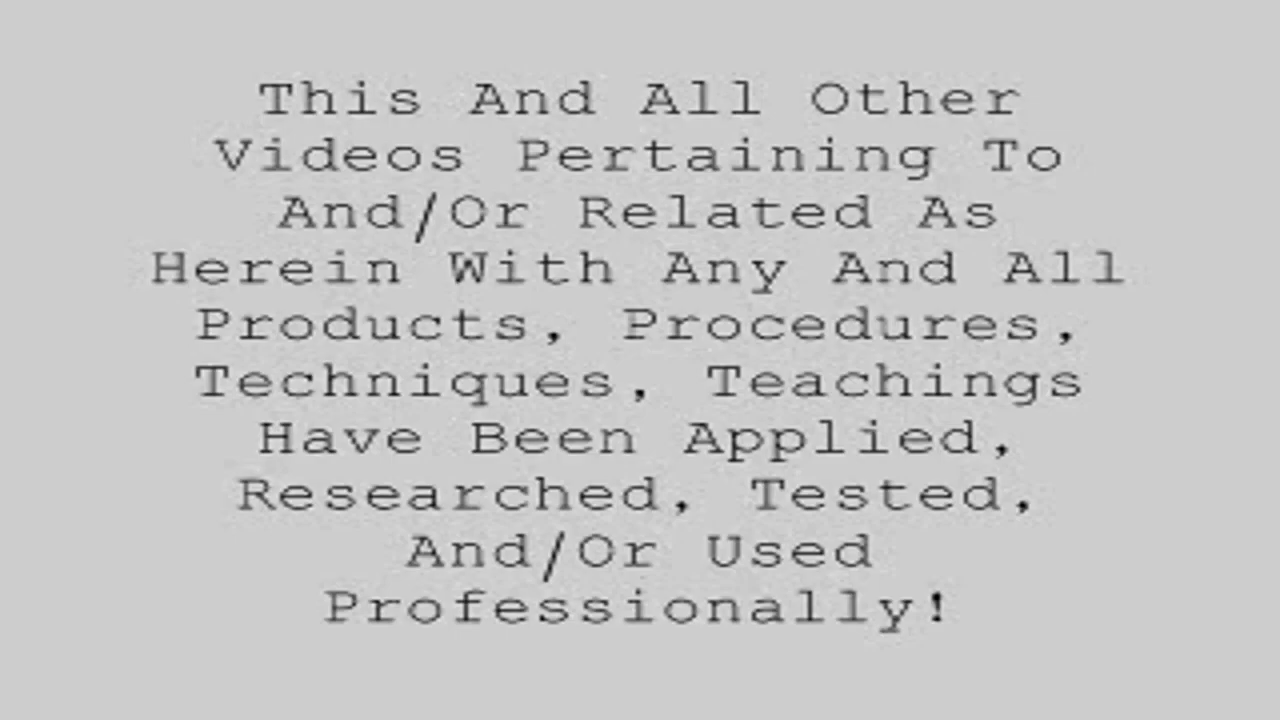 This And All Other
Videos Pertaining To
And/Or Related As
Herein With Any And All
Products, Procedures,
Techniques, Teachings
Have Been Applied,
Researched, Tested,
And/Or Used
Professionally!